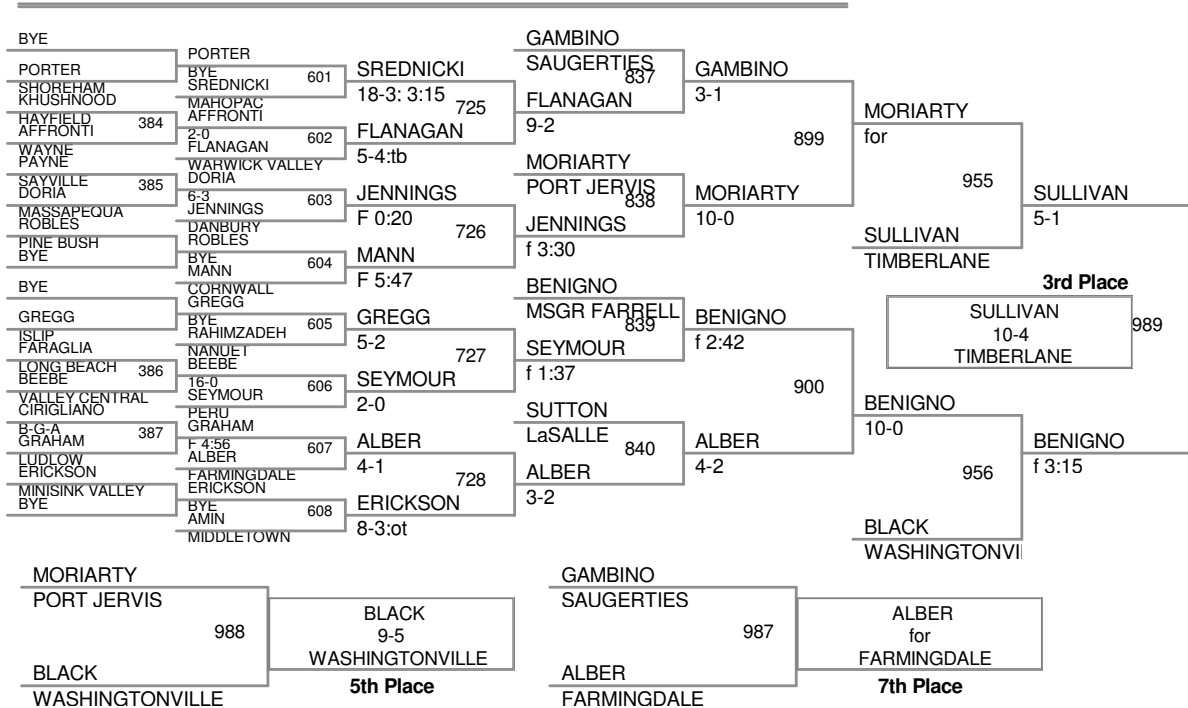 BYE
PORTER
SHOREHAM
KHUSHNOOD
HAYFIELD
AFFRONTI
384
WAYNE
PAYNE
SAYVILLE
DORIA
385
MASSAPEQUA
ROBLES
PINE BUSH
BYE
BYE
GREGG
ISLIP
FARAGLIA
LONG BEACH
BEEBE
386
VALLEY CENTRAL
CIRIGLIANO
B-G-A
GRAHAM
387
LUDLOW
ERICKSON
MINISINK VALLEY
BYE
PORTER
BYE
SREDNICKI
601
MAHOPAC
AFFRONTI
2-0
FLANAGAN
602
WARWICK VALLEY
DORIA
6-3
JENNINGS
603
DANBURY
ROBLES
BYE
MANN
604
CORNWALL
GREGG
BYE
RAHIMZADEH
605
NANUET
BEEBE
16-0
SEYMOUR
606
PERU
GRAHAM
F 4:56
ALBER
607
FARMINGDALE
ERICKSON
BYE
AMIN
608
MIDDLETOWN
SREDNICKI
18-3; 3:15
725
FLANAGAN
5-4:tb
JENNINGS
F 0:20
726
MANN
F 5:47
GREGG
5-2
727
SEYMOUR
2-0
ALBER
4-1
728
ERICKSON
8-3:ot
GAMBINO
SAUGERTIES
837
FLANAGAN
9-2
MORIARTY
PORT JERVIS
838
JENNINGS
f 3:30
BENIGNO
MSGR FARRELL
839
SEYMOUR
f 1:37
SUTTON
LaSALLE
840
ALBER
3-2
GAMBINO
3-1
899
MORIARTY
10-0
BENIGNO
f 2:42
900
ALBER
4-2
MORIARTY
for
955
SULLIVAN
TIMBERLANE
BENIGNO
10-0
956
BLACK
WASHINGTONVI
SULLIVAN
5-1
3rd Place
SULLIVAN
10-4
TIMBERLANE
989
BENIGNO
f 3:15
MORIARTY
PORT JERVIS
988
BLACK
WASHINGTONVILLE
BLACK
9-5
WASHINGTONVILLE
5th Place
GAMBINO
SAUGERTIES
987
ALBER
FARMINGDALE
ALBER
for
FARMINGDALE
7th Place